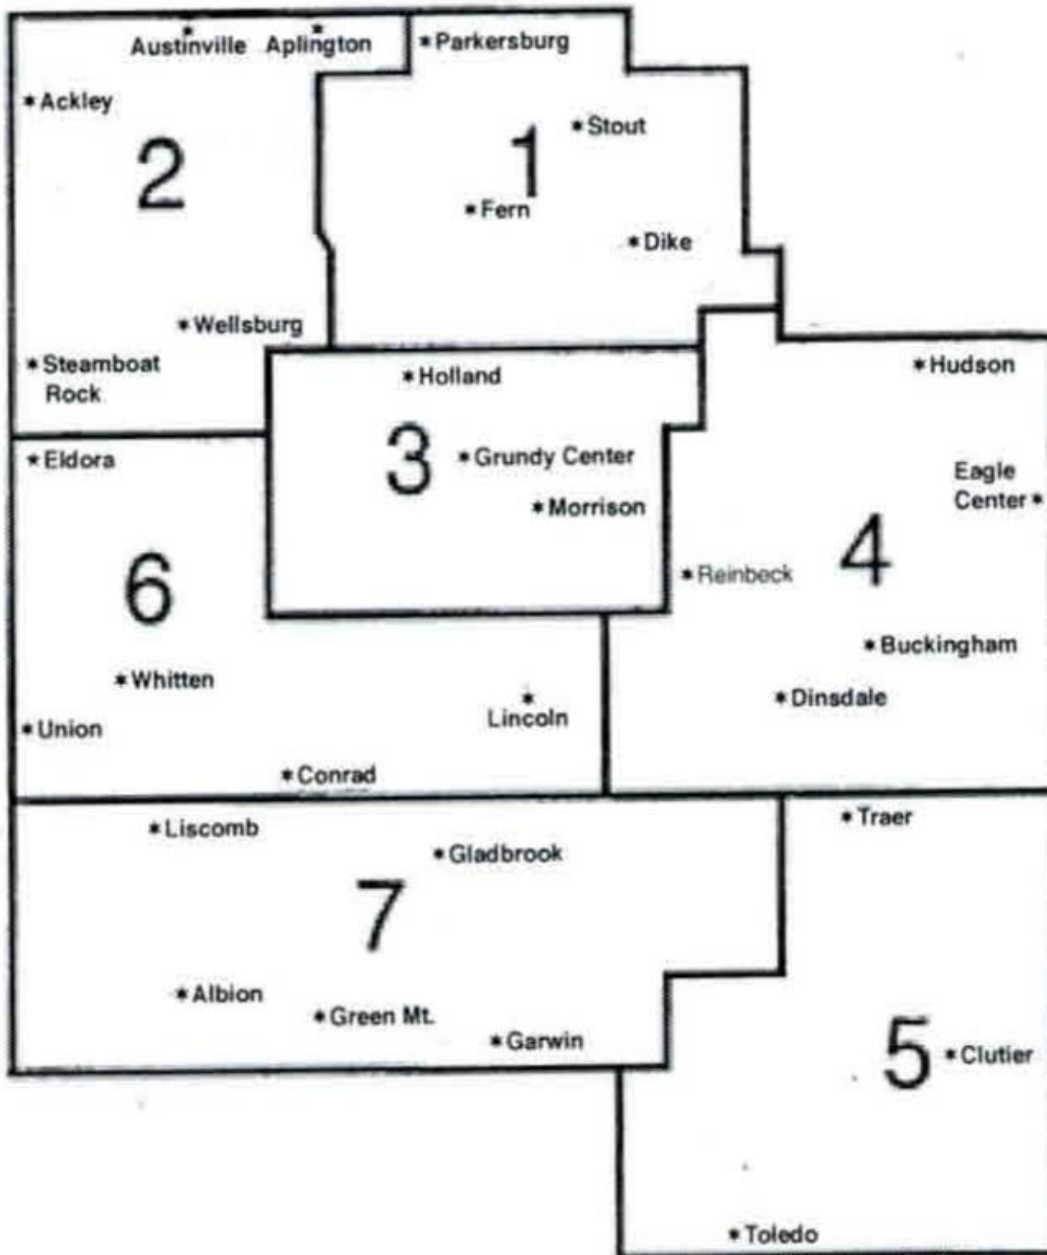 *Austinville *Aplington
*Parkersburg
*Ackley
2
1
*Stout
*Fern
*Dike
*Wellsburg
*Steamboat
Rock
*Holland
3
*Grundy Center
*Morrison
*Hudson
Eagle
Center*
4
*Reinbeck
*Buckingham
*Dinsdale
*Eldora
6
*Whitten
*Union
*
Lincoln
*Conrad
*Liscomb
*Gladbrook
7
*Albion
*Green Mt.
*Garwin
*Traer
5
*Clutier
*Toledo